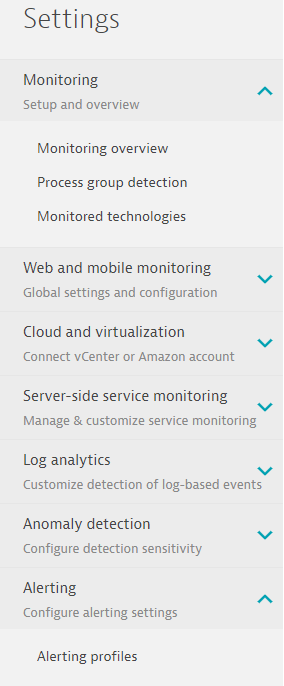 Settings
Monitoring
Setup and overview
Monitoring overview
Process group detection
Monitored technologies
Web and mobile monitoring
Global settings and configuration
Cloud and virtualization
Connect vCenter or Amazon account
Server-side service monitoring
Manage & customize service monitoring
Log analytics
Customize detection of log-based events
Anomaly detection
Configure detection sensitivity
Alerting
Configure alerting settings
Alerting profiles